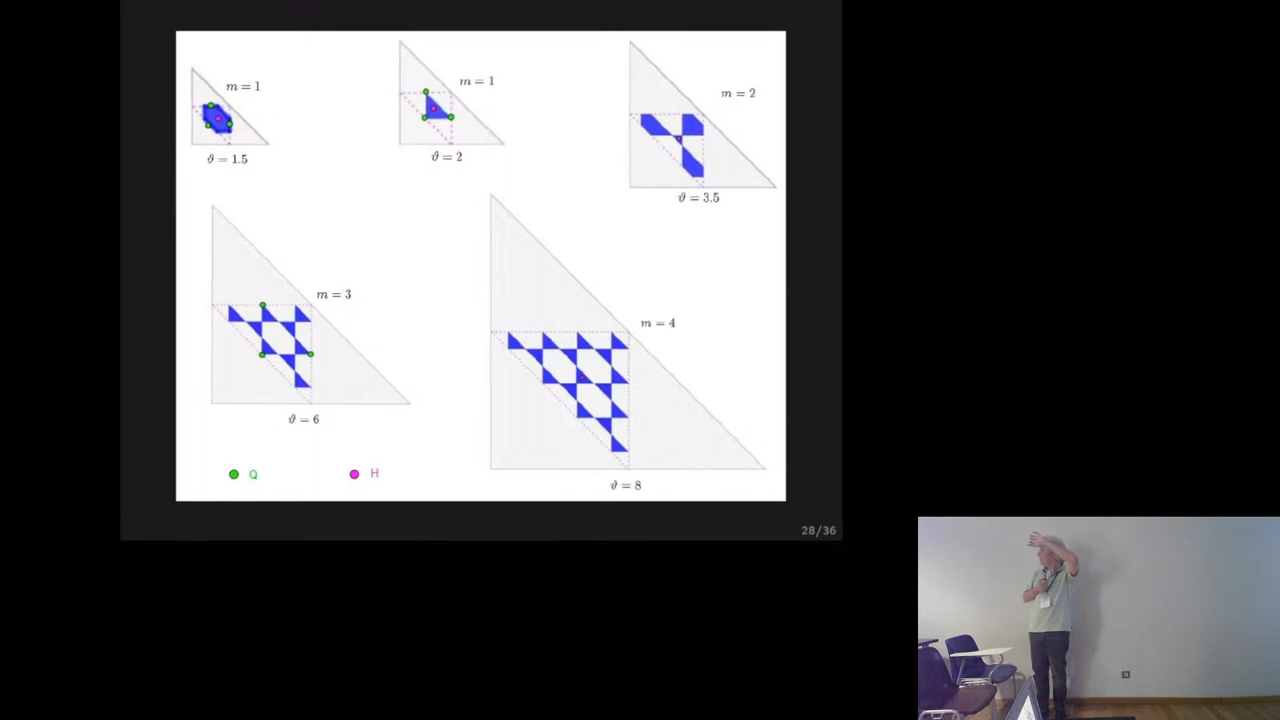 m = 1
ϑ = 1.5
m = 1
ϑ = 2
m = 2
ϑ = 3.5
m = 3
ϑ = 6
m = 4
ϑ = 8
Q
H
28/36